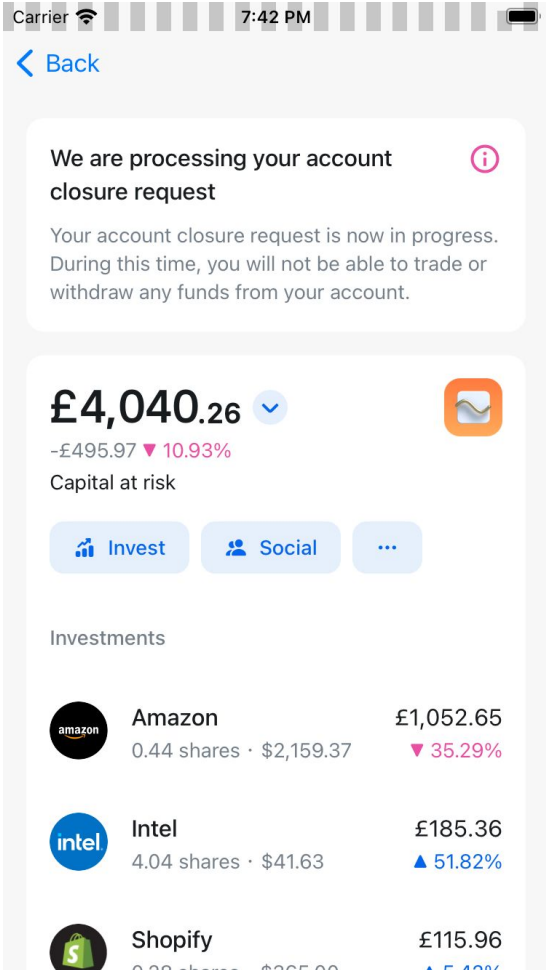 Carrier 7:42 PM
Back
We are processing your account
closure request
Your account closure request is now in progress.
During this time, you will not be able to trade or
withdraw any funds from your account.
£4,040.26
-£495.97 ▼ 10.93%
Capital at risk
Invest Social ...
Investments
amazon Amazon £1,052.65
0.44 shares · $2,159.37 ▼ 35.29%
intel. Intel £185.36
4.04 shares · $41.63 ▲ 51.82%
Shopify £115.96